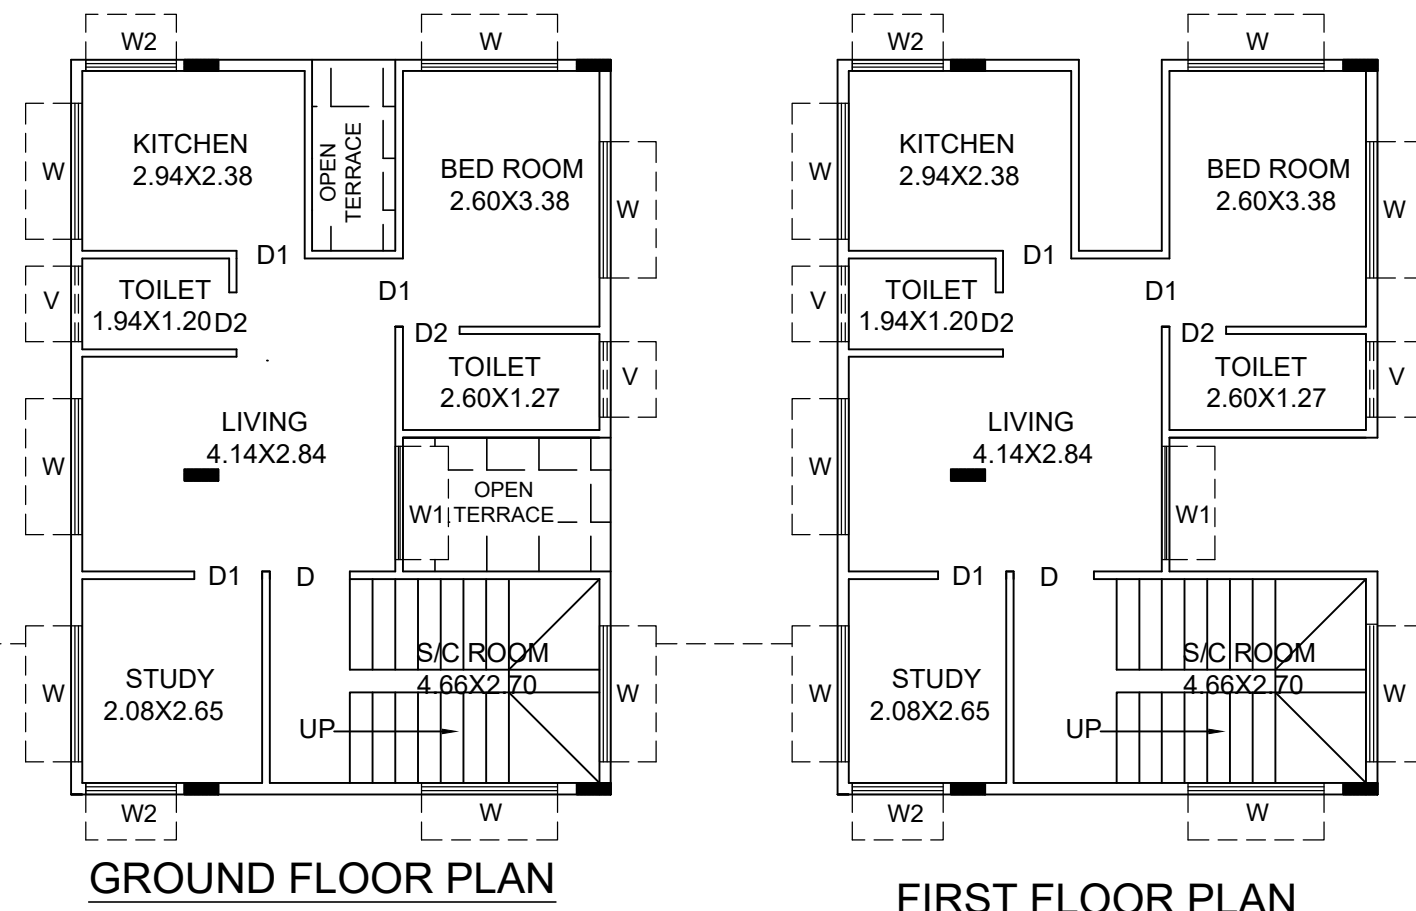 W2
W
KITCHEN
2.94X2.38
W
OPEN
TERRACE
BED ROOM
2.60X3.38
W
D1
TOILET
1.94X1.20
D2
V
D1
D2
TOILET
2.60X1.27
V
LIVING
4.14X2.84
W
W1
OPEN
TERRACE
D1
D
STUDY
2.08X2.65
W
S/C ROOM
4.66X2.70
W
UP
W2
W
GROUND FLOOR PLAN
W2
W
KITCHEN
2.94X2.38
W
BED ROOM
2.60X3.38
W
D1
TOILET
1.94X1.20
D2
V
D1
D2
TOILET
2.60X1.27
V
LIVING
4.14X2.84
W
W1
D1
D
STUDY
2.08X2.65
W
S/C ROOM
4.66X2.70
W
UP
W2
W
FIRST FLOOR PLAN